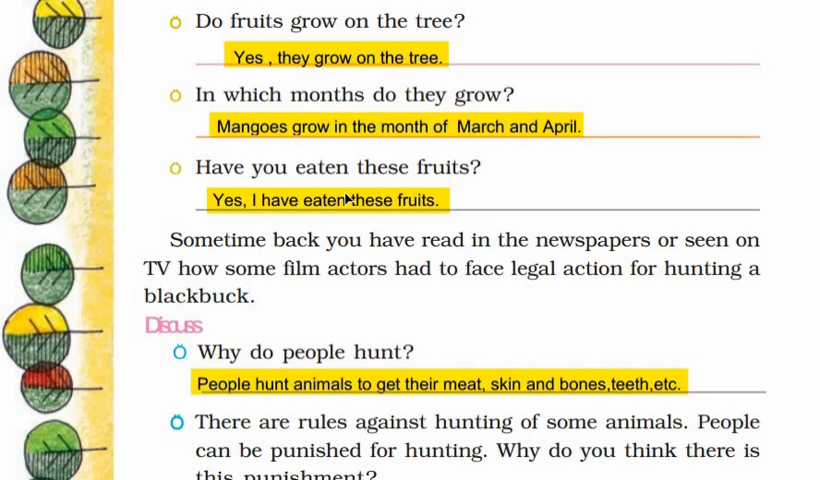 Do fruits grow on the tree?
Yes , they grow on the tree.
In which months do they grow?
Mangoes grow in the month of March and April.
Have you eaten these fruits?
Yes, I have eaten these fruits.
Sometime back you have read in the newspapers or seen on
TV how some film actors had to face legal action for hunting a
blackbuck.
Discuss
Why do people hunt?
People hunt animals to get their meat, skin and bones,teeth,etc.
There are rules against hunting of some animals. People
can be punished for hunting. Why do you think there is
this punishment?